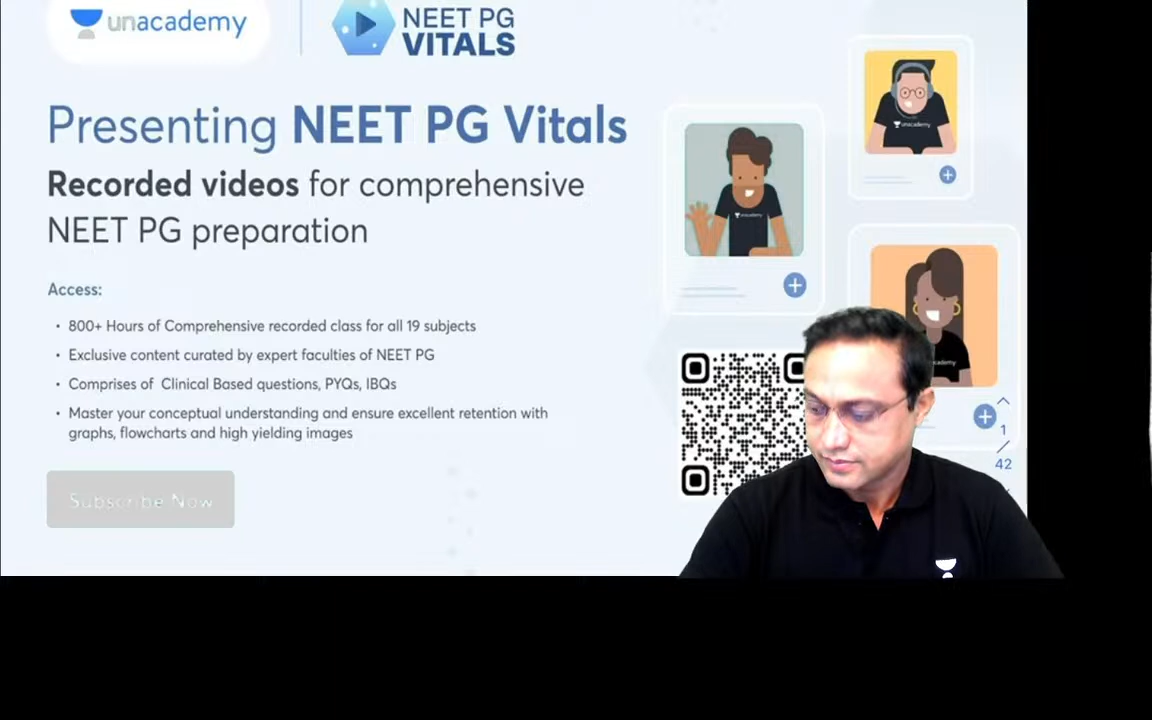 unacademy
NEET PG
VITALS
Presenting NEET PG Vitals
Recorded videos for comprehensive
NEET PG preparation
Access:
• 800+ Hours of Comprehensive recorded class for all 19 subjects
• Exclusive content curated by expert faculties of NEET PG
• Comprises of Clinical Based questions, PYQs, IBQs
• Master your conceptual understanding and ensure excellent retention with
graphs, flowcharts and high yielding images
Subscribe Now
unacademy
unacademy
1
/
42